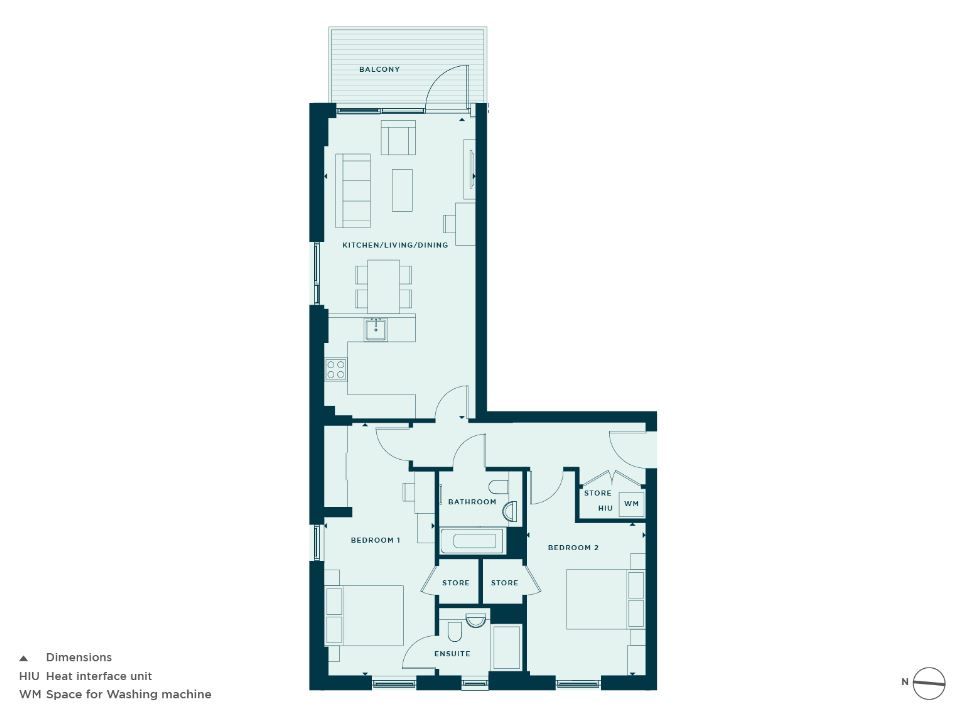 BALCONY
KITCHEN/LIVING/DINING
STORE
HIU WM
BATHROOM
BEDROOM 1
BEDROOM 2
STORE
STORE
ENSUITE
Dimensions
HIU Heat interface unit
WM Space for Washing machine
N